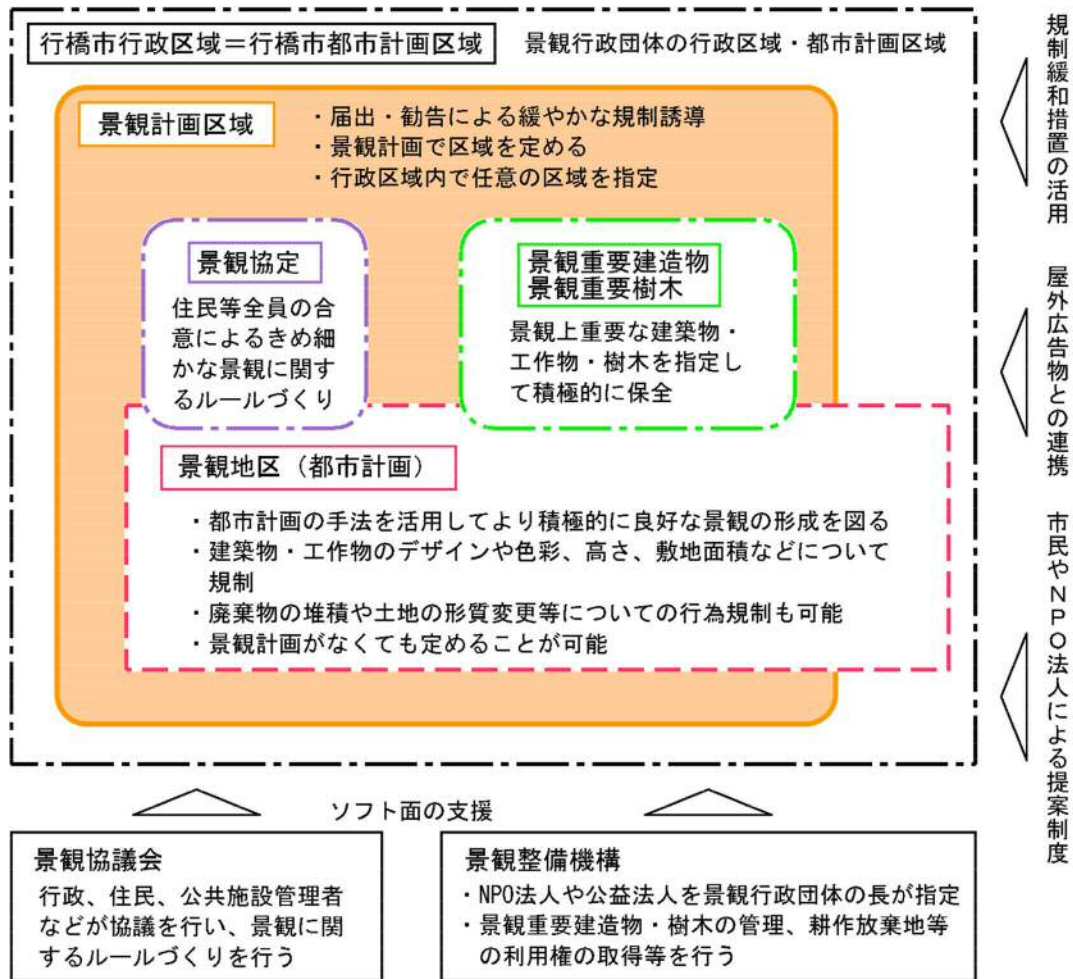 行橋市行政区域＝行橋市都市計画区域
景観行政団体の行政区域・都市計画区域
景観計画区域
・届出・勧告による緩やかな規制誘導
・景観計画で区域を定める
・行政区域内で任意の区域を指定
景観協定
住民等全員の合
意によるきめ細
かな景観に関す
るルールづくり
景観重要建造物
景観重要樹木
景観上重要な建築物・
工作物・樹木を指定し
て積極的に保全
景観地区（都市計画）
・都市計画の手法を活用してより積極的に良好な景観の形成を図る
・建築物・工作物のデザインや色彩、高さ、敷地面積などについて
規制
・廃棄物の堆積や土地の形質変更等についての行為規制も可能
・景観計画がなくても定めることが可能
規制緩和措置の活用
屋外広告物との連携
市民やＮＰＯ法人による提案制度
ソフト面の支援
景観協議会
行政、住民、公共施設管理者
などが協議を行い、景観に関
するルールづくりを行う
景観整備機構
・NPO法人や公益法人を景観行政団体の長が指定
・景観重要建造物・樹木の管理、耕作放棄地等
の利用権の取得等を行う